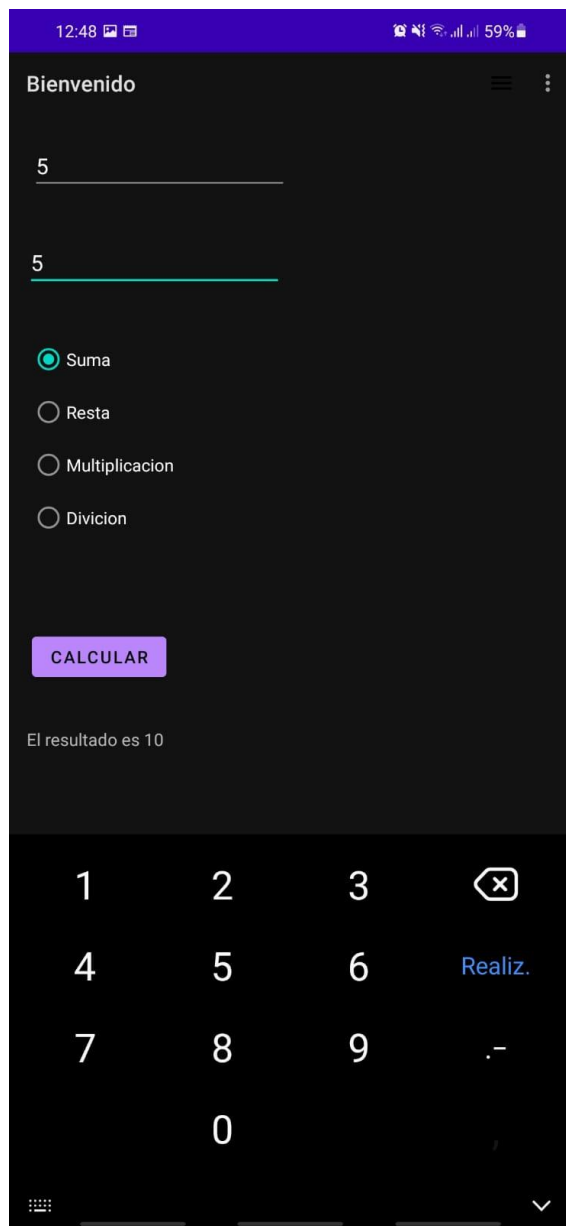 12:48 59%
Bienvenido
5
5
Suma
Resta
Multiplicacion
Divicion
CALCULAR
El resultado es 10
1 2 3
4 5 6 Realiz.
7 8 9 .-
0 ,